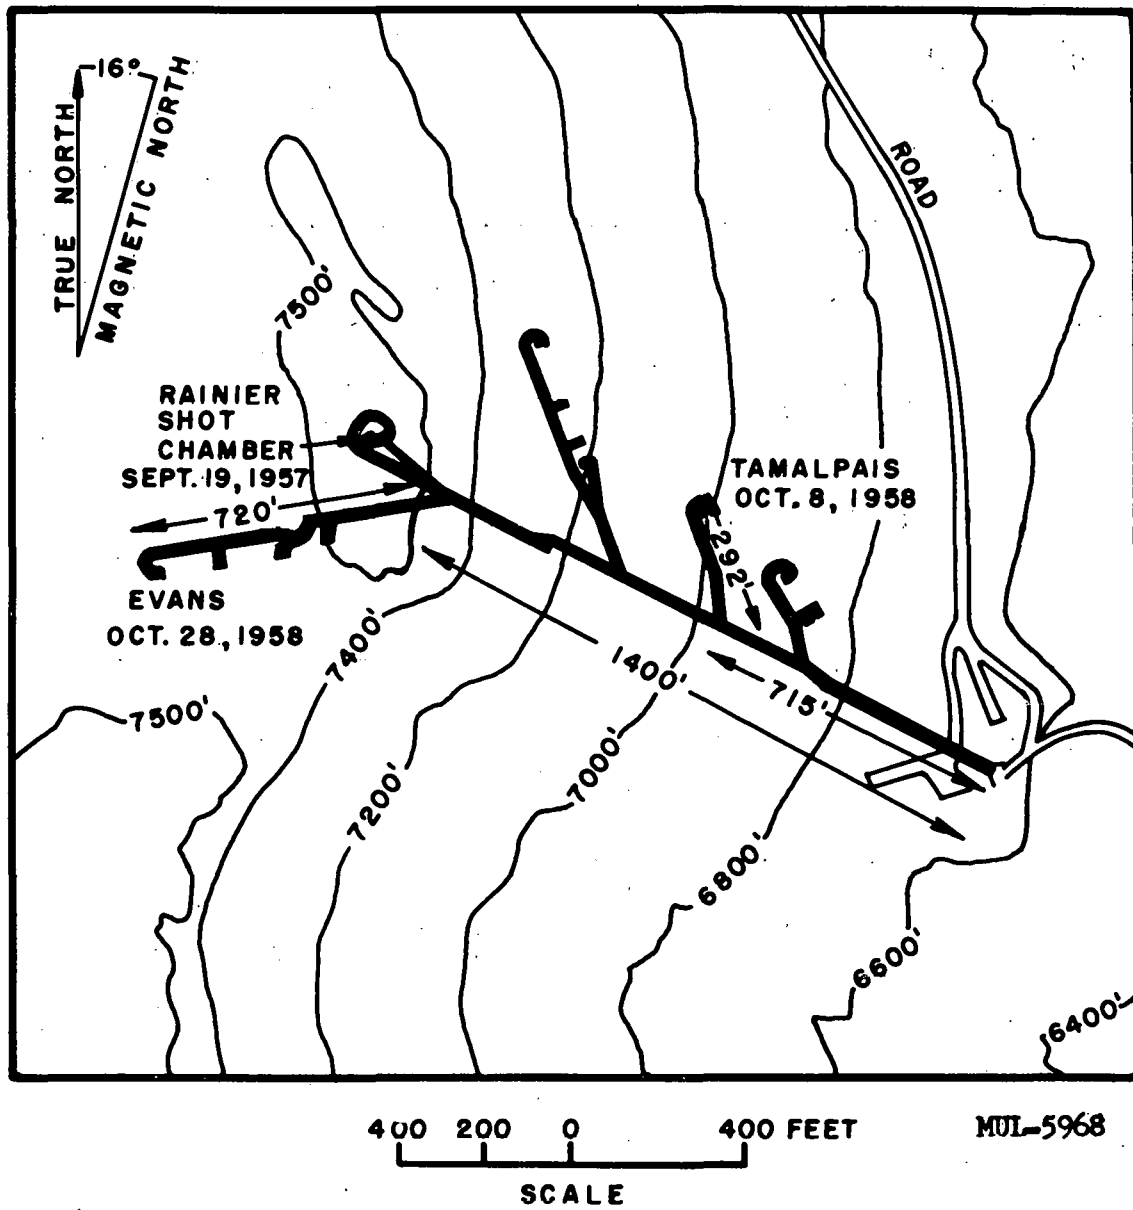 16°
TRUE NORTH
MAGNETIC NORTH
ROAD
7500'
RAINIER
SHOT
CHAMBER
SEPT. 19, 1957
720'
TAMALPAIS
OCT. 8, 1958
292'
EVANS
OCT. 28, 1958
7400'
1400'
715'
7500'
7200'
7000'
6800'
6600'
6400'
400 200 0 400 FEET
SCALE
MUL-5968